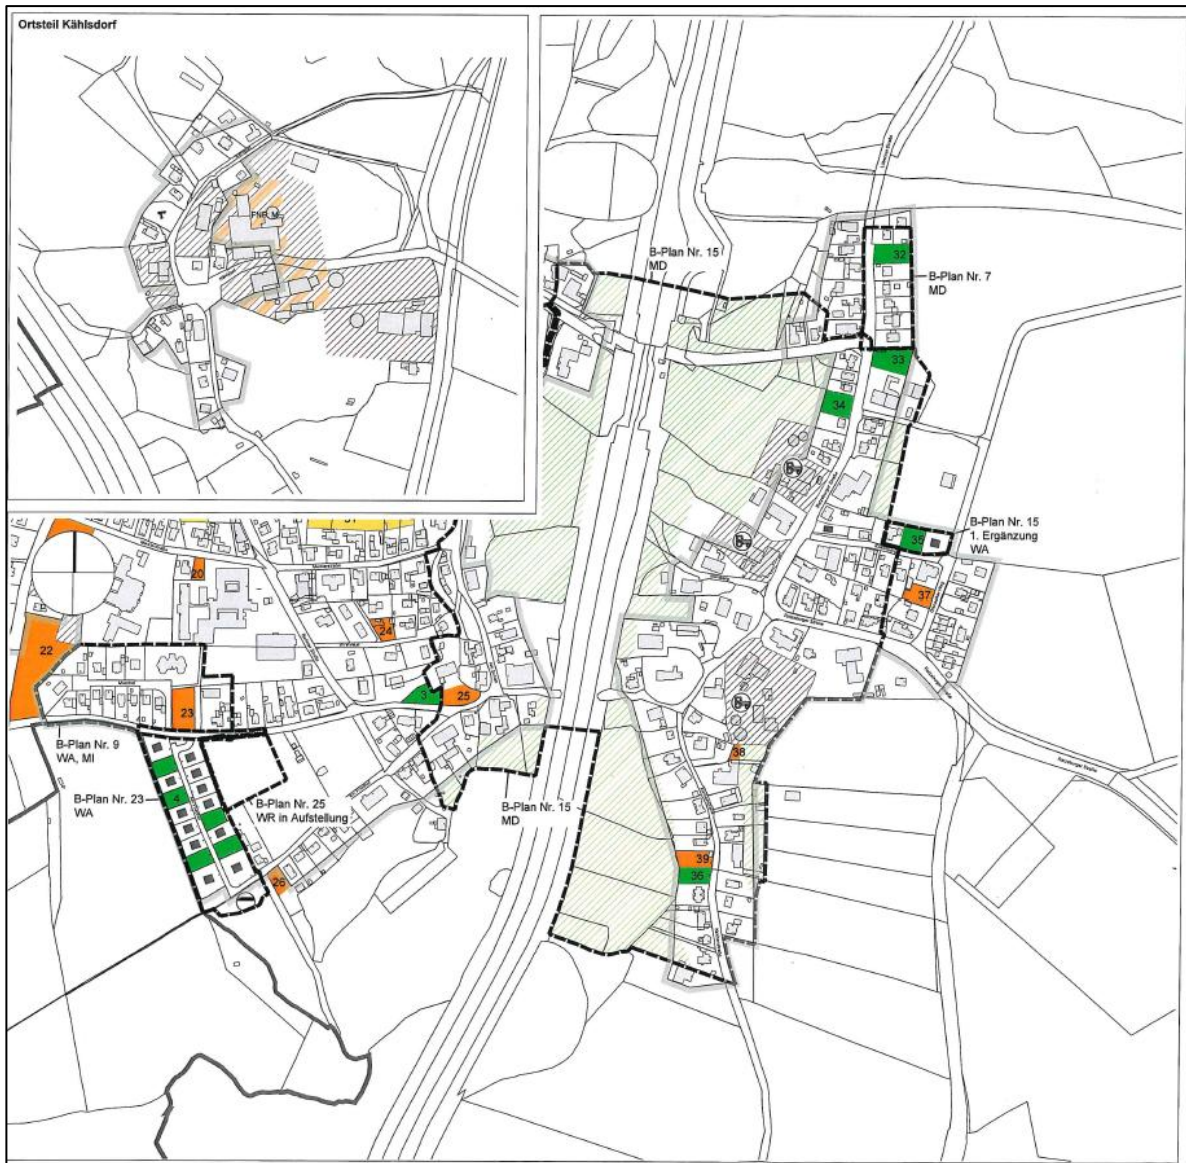 Ortsteil Kählsdorf
FNP M
B-Plan Nr. 15
MD
32
B-Plan Nr. 7
MD
33
34
B-Plan Nr. 15
1. Ergänzung
WA
35
37
20
24
22
23
3
25
B-Plan Nr. 9
WA, MI
B-Plan Nr. 23
WA
4
B-Plan Nr. 25
WR in Aufstellung
B-Plan Nr. 15
MD
38
39
36
26